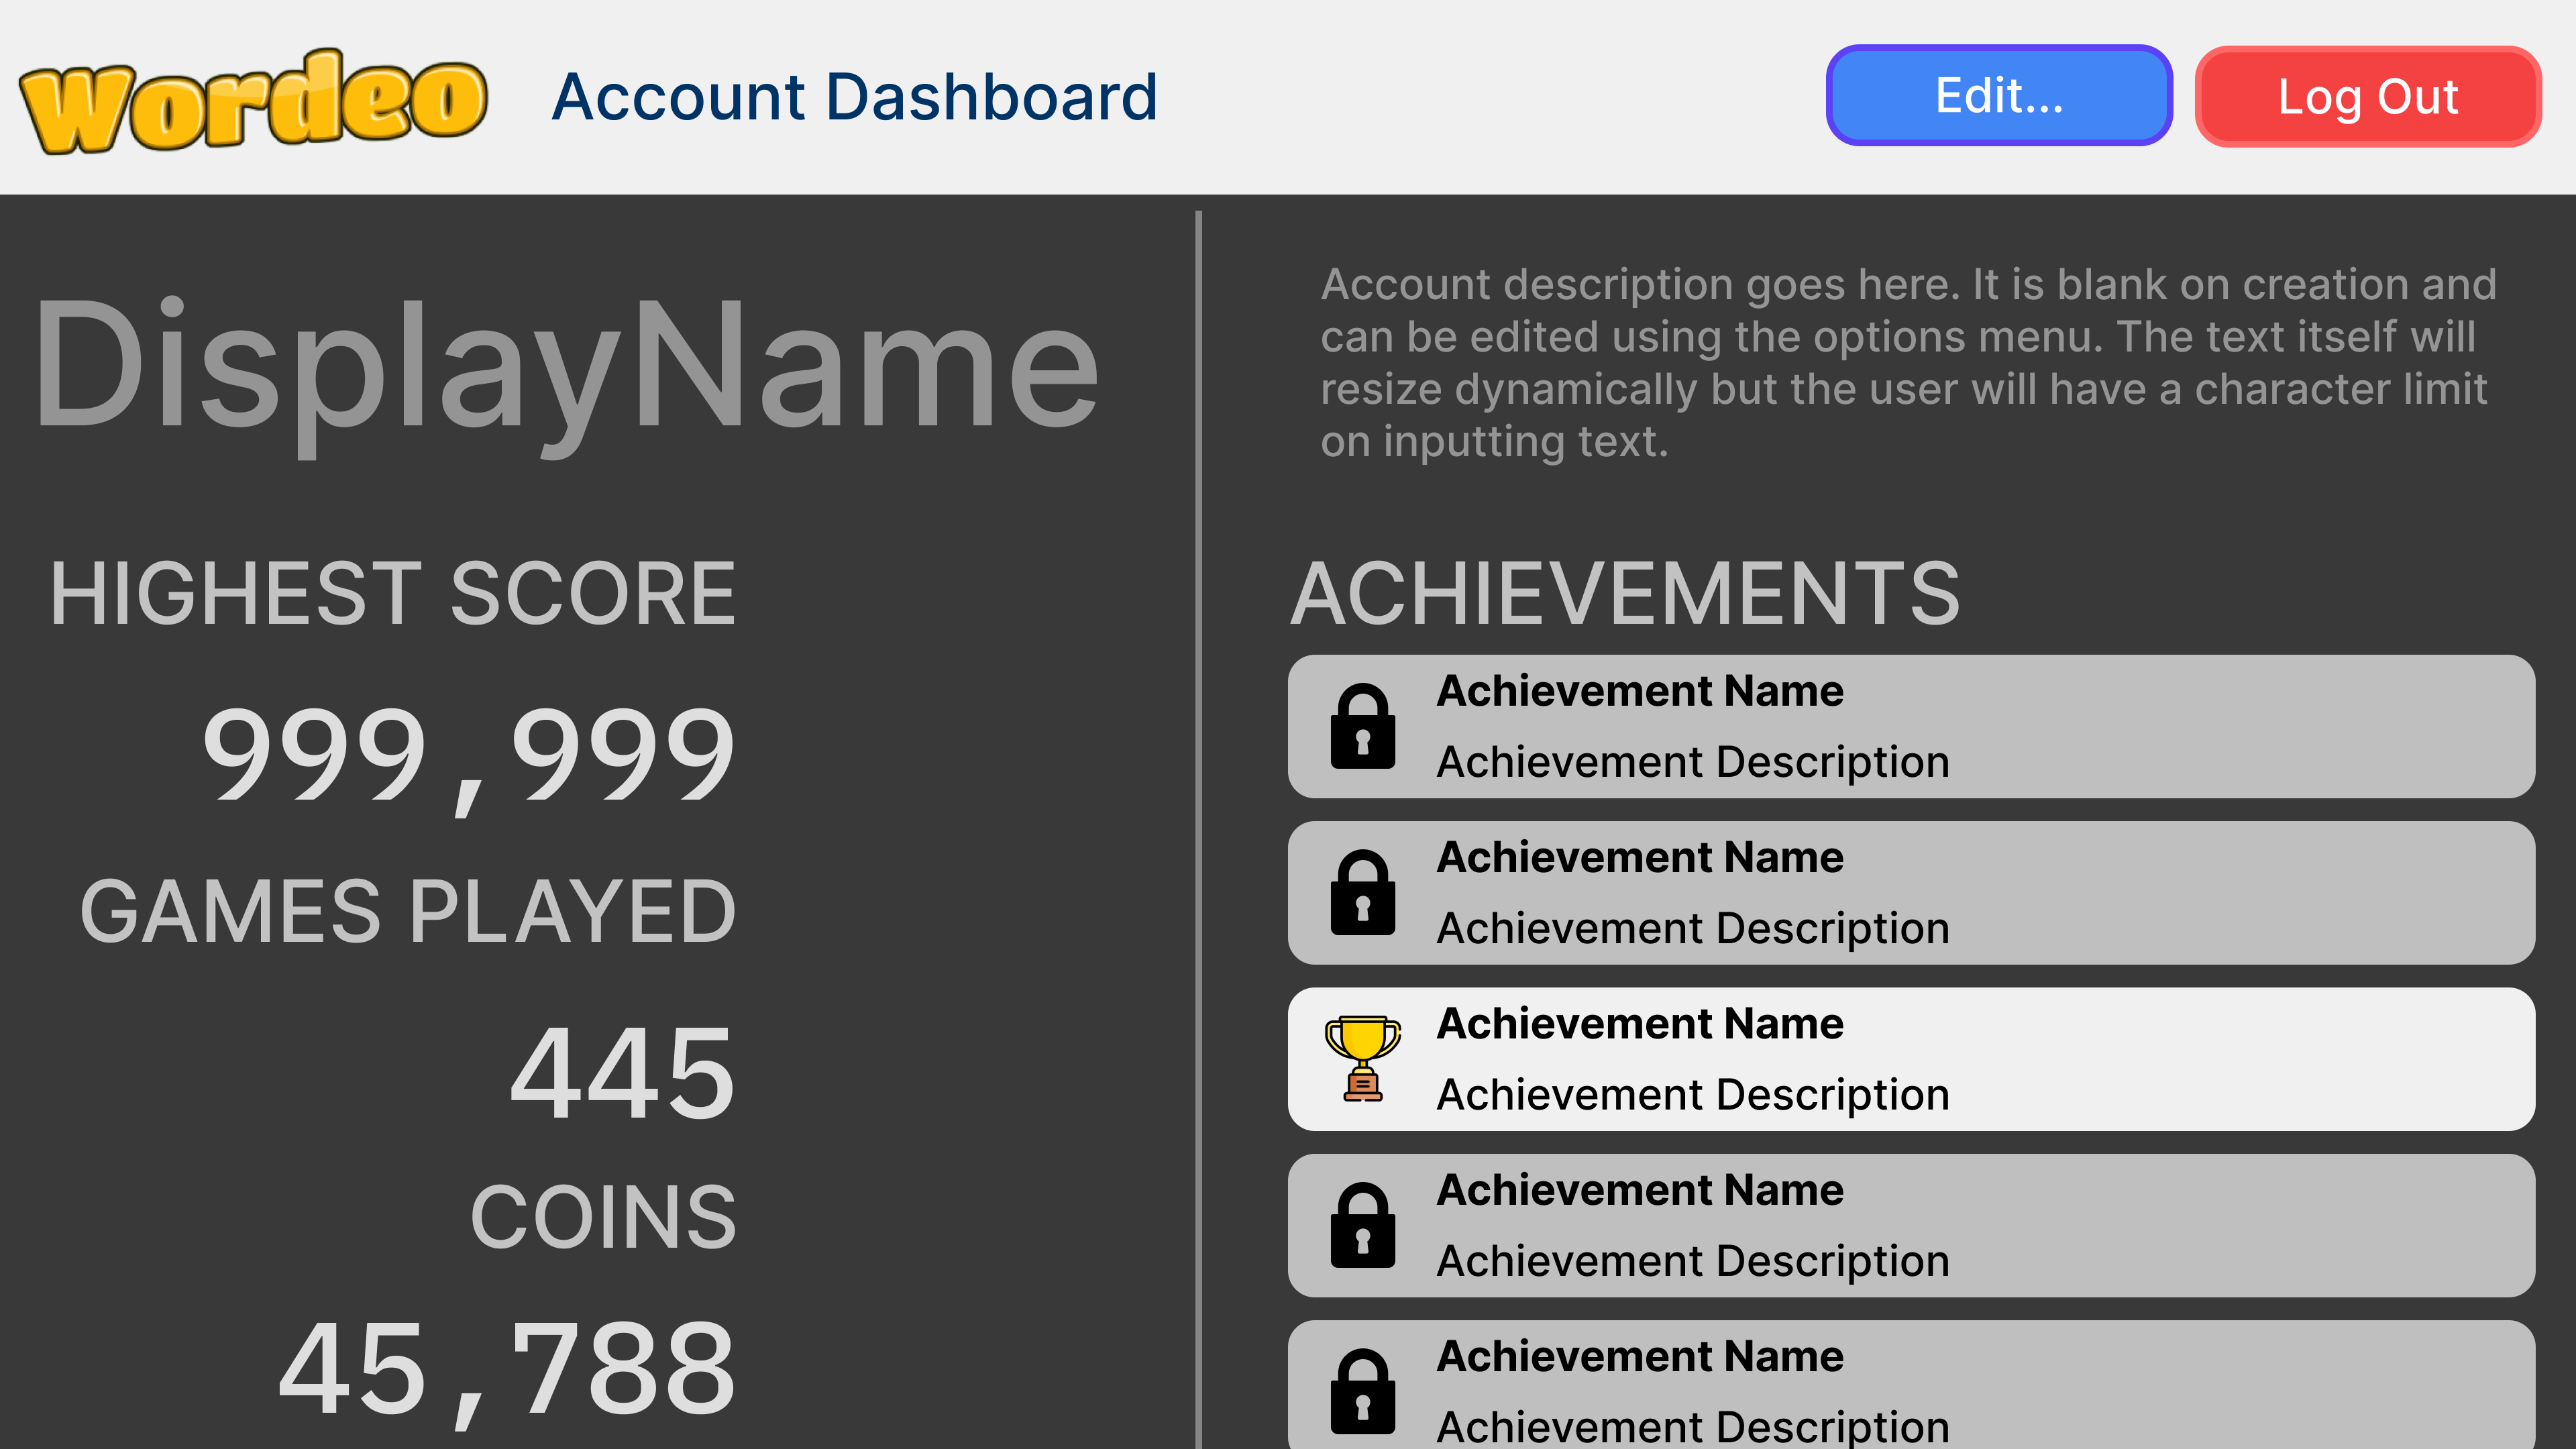 Wordeo
Account Dashboard
Edit...
Log Out
DisplayName
HIGHEST SCORE
999,999
GAMES PLAYED
445
COINS
45,788
Account description goes here. It is blank on creation and
can be edited using the options menu. The text itself will
resize dynamically but the user will have a character limit
on inputting text.
ACHIEVEMENTS
Achievement Name
Achievement Description
Achievement Name
Achievement Description
Achievement Name
Achievement Description
Achievement Name
Achievement Description
Achievement Name
Achievement Description